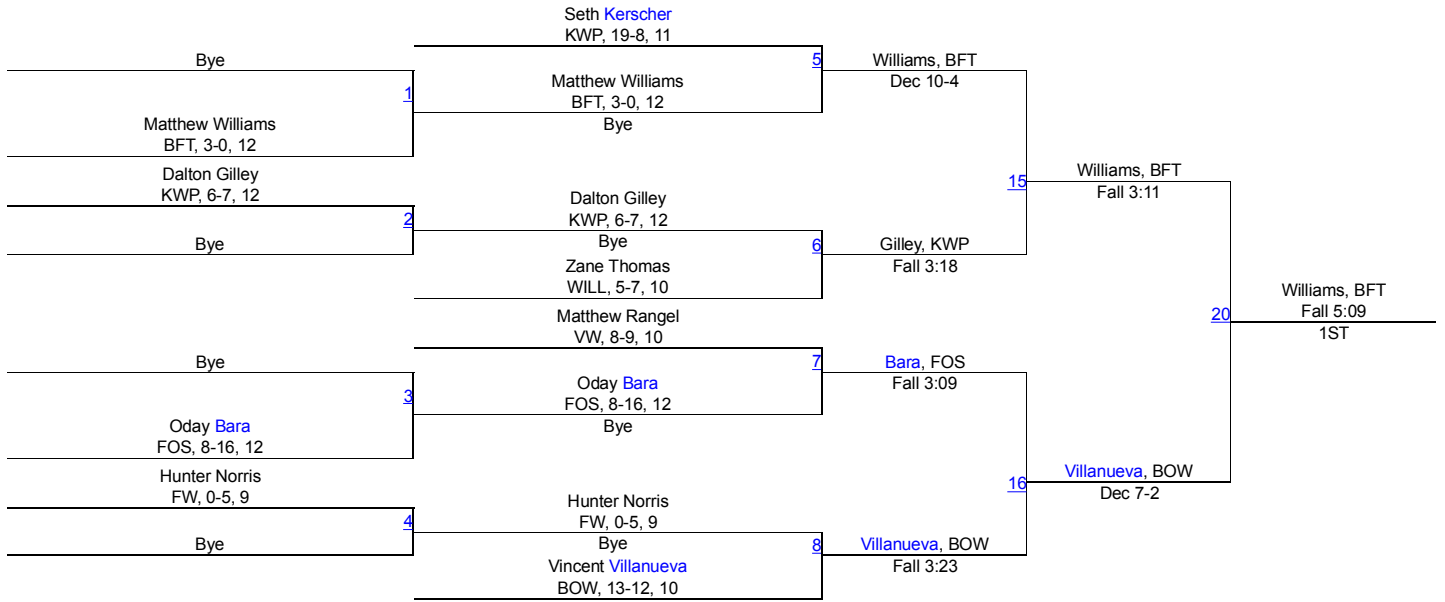 Seth Kerscher
KWP, 19-8, 11
Bye
5
Williams, BFT
Dec 10-4
1
Matthew Williams
BFT, 3-0, 12
Bye
Matthew Williams
BFT, 3-0, 12
Dalton Gilley
KWP, 6-7, 12
15
Williams, BFT
Fall 3:11
2
Dalton Gilley
KWP, 6-7, 12
Bye
Bye
6
Gilley, KWP
Fall 3:18
Zane Thomas
WILL, 5-7, 10
20
Williams, BFT
Fall 5:09
1ST
Matthew Rangel
VW, 8-9, 10
Bye
7
Bara, FOS
Fall 3:09
3
Oday Bara
FOS, 8-16, 12
Bye
Oday Bara
FOS, 8-16, 12
Hunter Norris
FW, 0-5, 9
16
Villanueva, BOW
Dec 7-2
4
Hunter Norris
FW, 0-5, 9
Bye
Bye
8
Villanueva, BOW
Fall 3:23
Vincent Villanueva
BOW, 13-12, 10